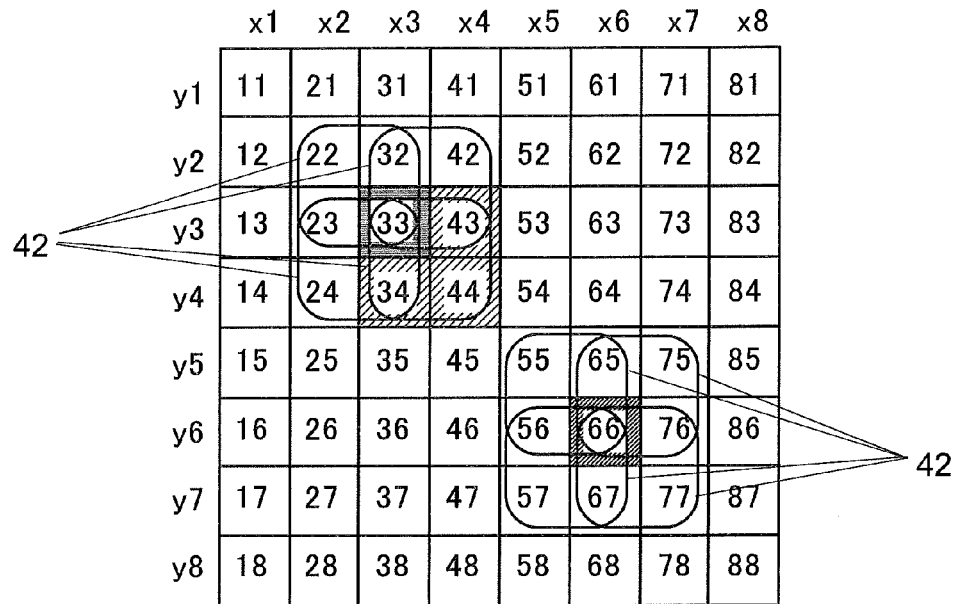 x1 x2 x3 x4 x5 x6 x7 x8
y1 11 21 31 41 51 61 71 81
y2 12 22 32 42 52 62 72 82
y3 13 23 33 43 53 63 73 83
42
y4 14 24 34 44 54 64 74 84
y5 15 25 35 45 55 65 75 85
y6 16 26 36 46 56 66 76 86
42
y7 17 27 37 47 57 67 77 87
y8 18 28 38 48 58 68 78 88